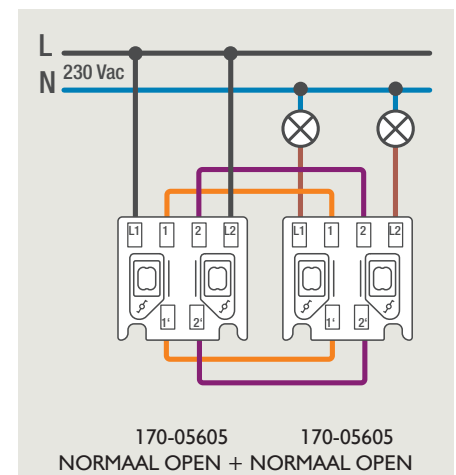 L
N 230 Vac
L1 1 2 L2 L1 1 2 L2
1' 2' 1' 2'
170-05605 170-05605
NORMAAL OPEN + NORMAAL OPEN